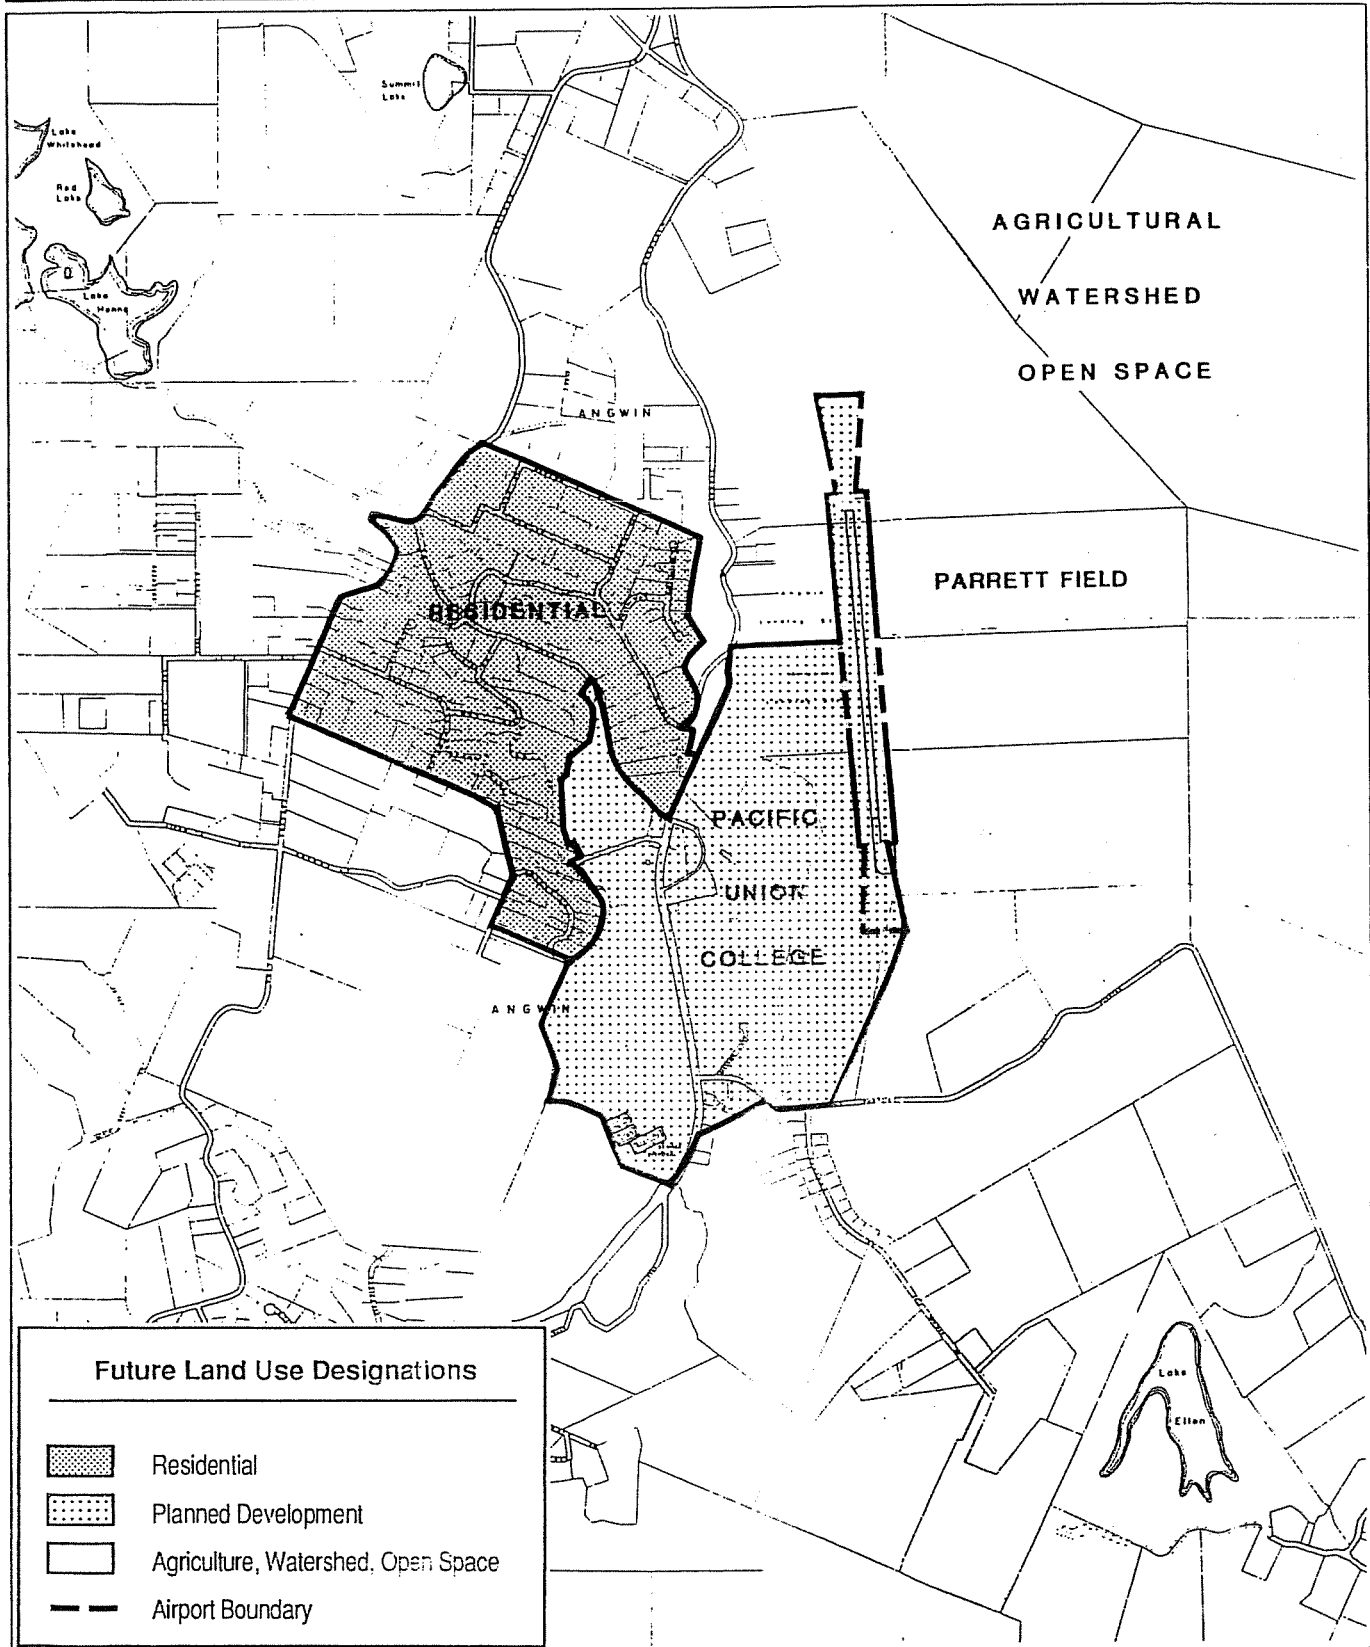 Summit
Lake
Lake
Whitehead
Red
Lake
Lake
Henne
AGRICULTURAL
WATERSHED
OPEN SPACE
ANGWIN
PARRETT FIELD
RESIDENTIAL
PACIFIC
UNION
COLLEGE
ANGWIN
Lake
Ellen
Future Land Use Designations
Residential
Planned Development
Agriculture, Watershed, Open Space
Airport Boundary